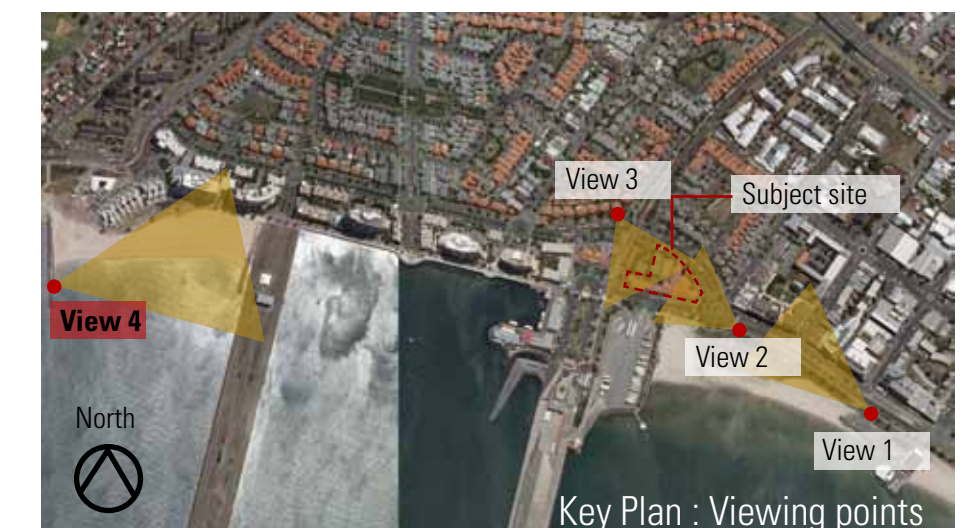 View 3
Subject site
View 4
View 2
North
View 1
Key Plan : Viewing points